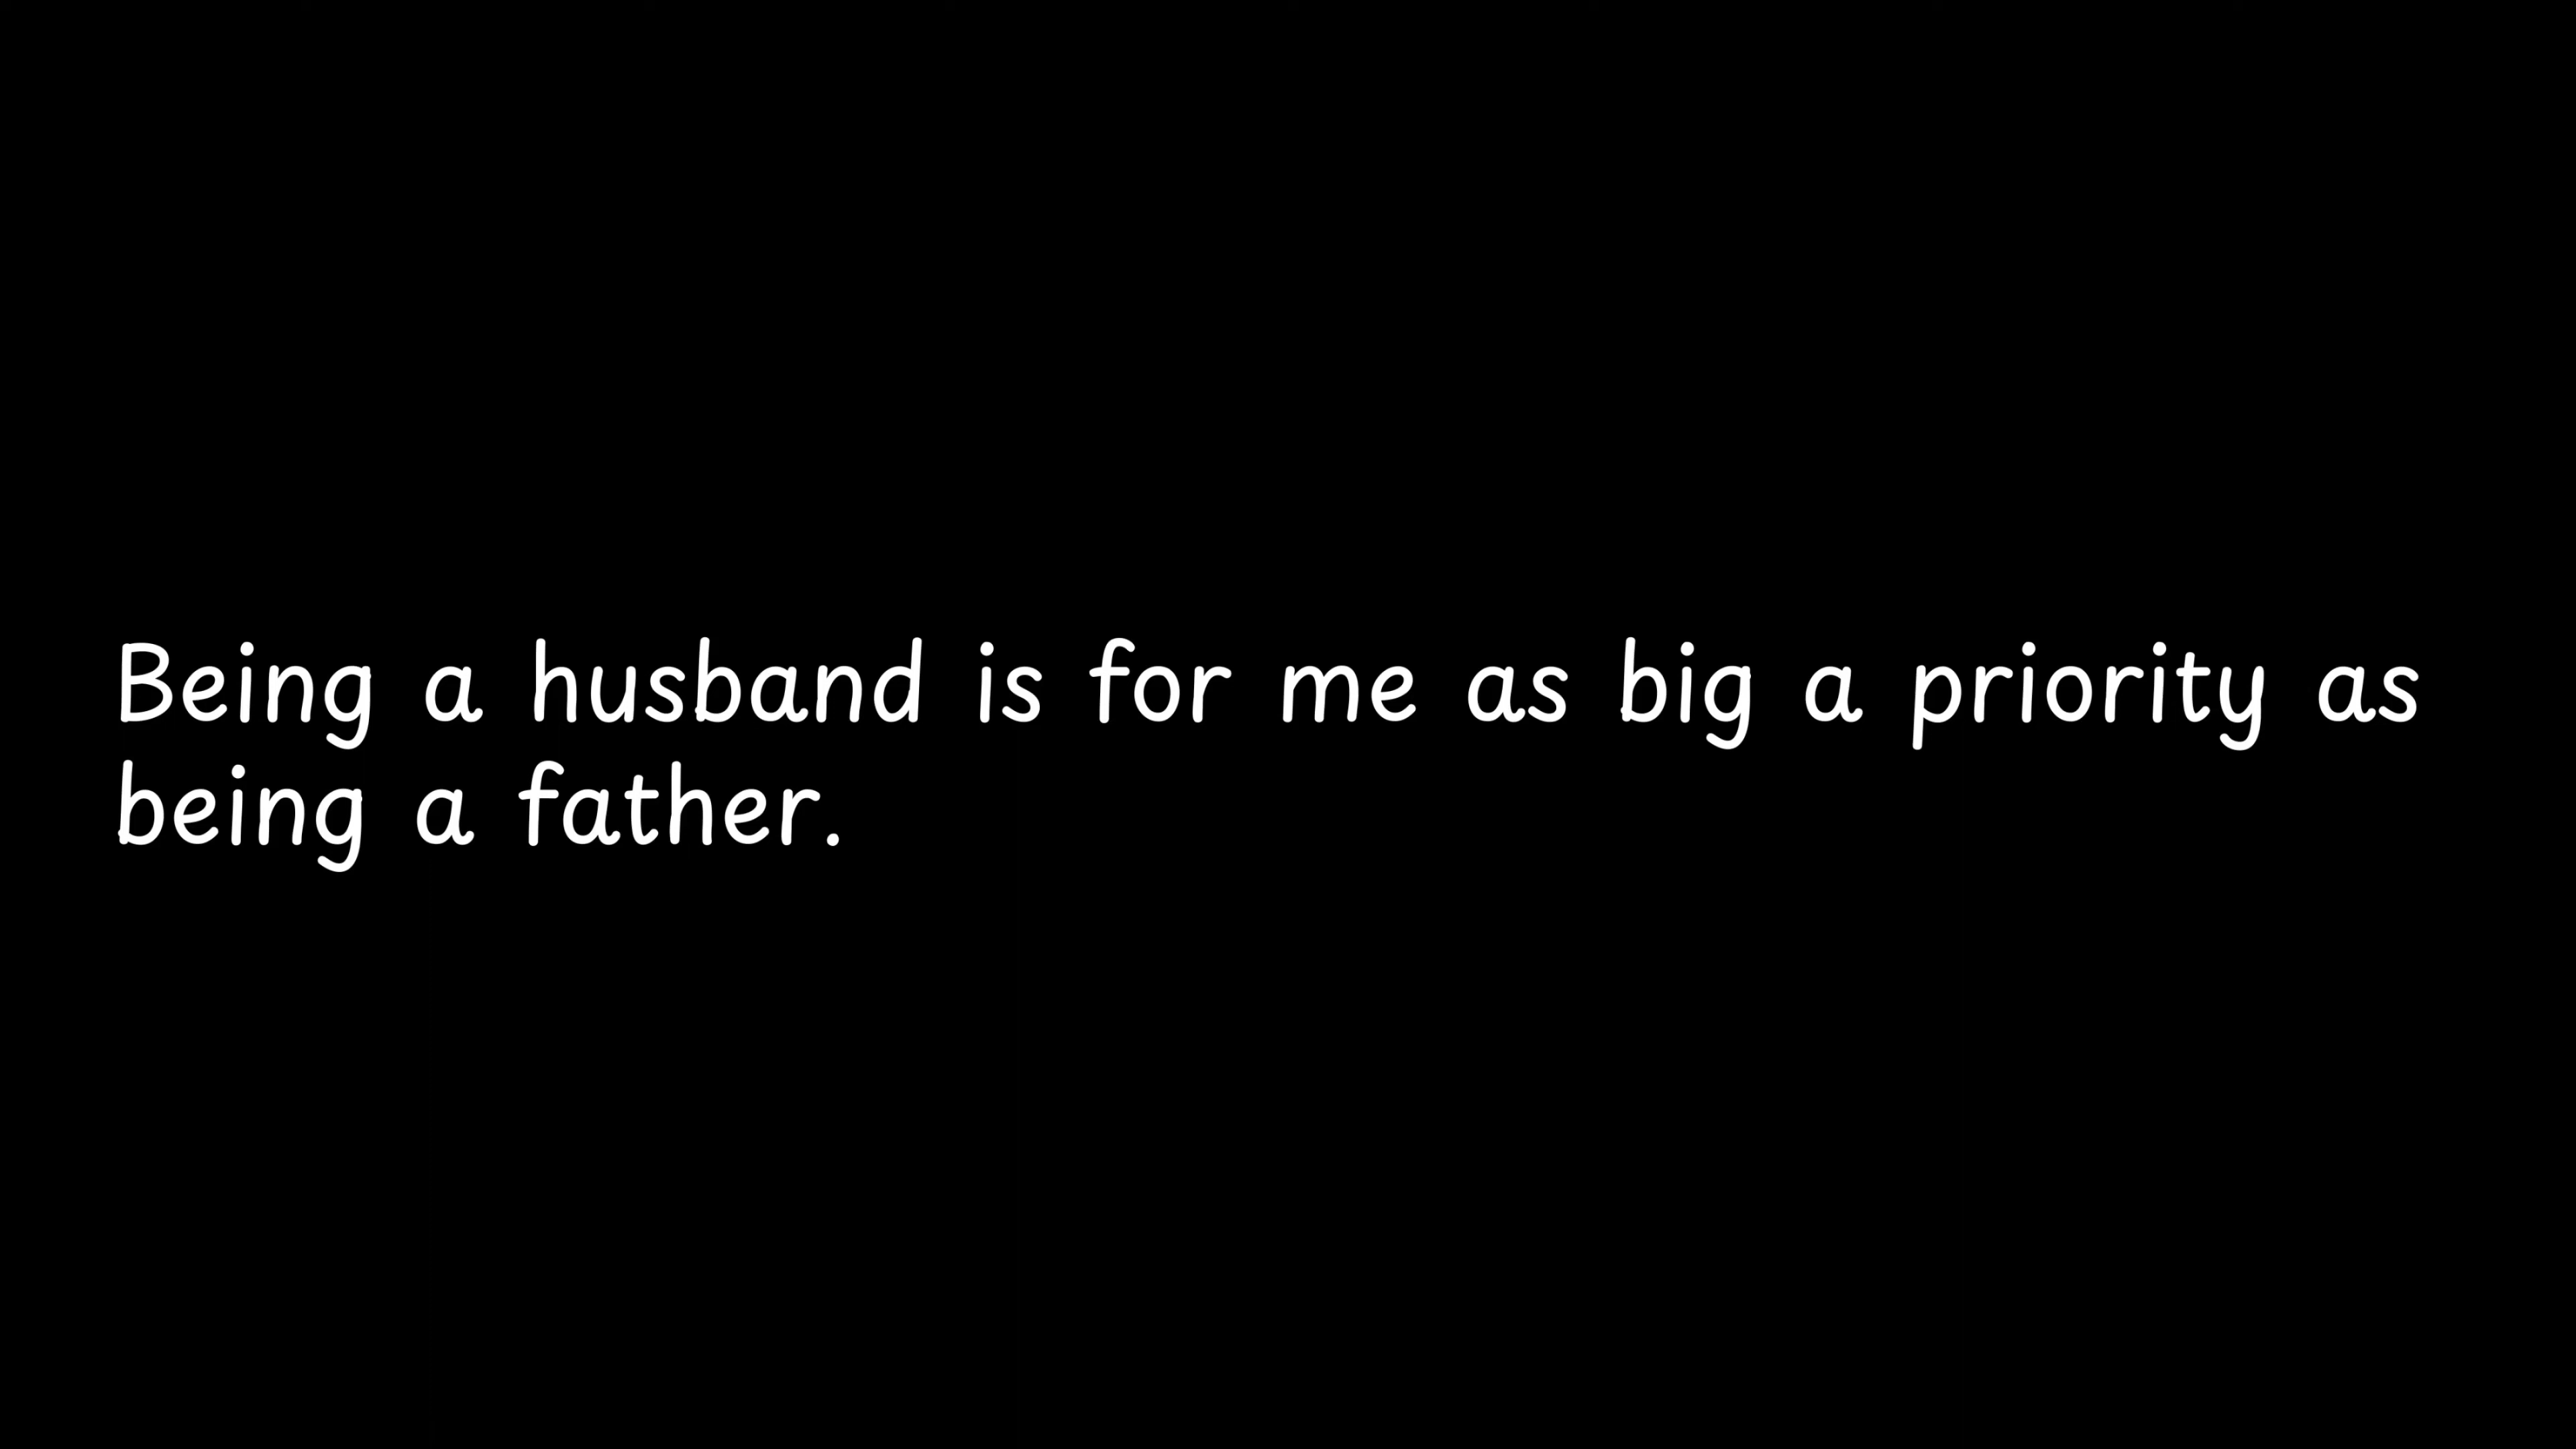 Being a husband is for me as big a priority as
being a father.